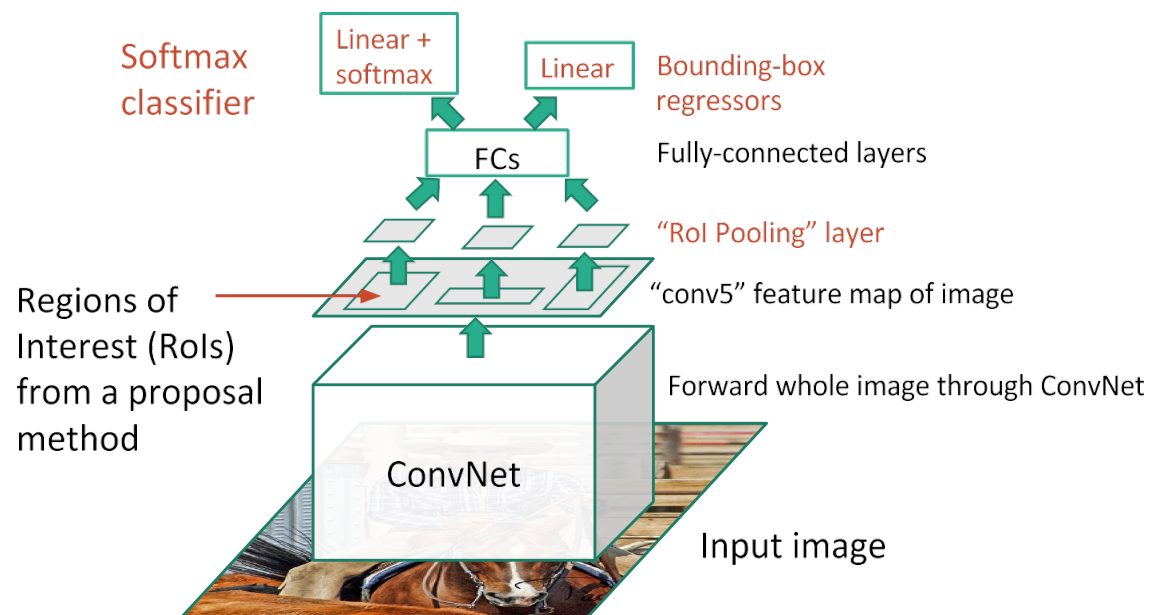 Softmax
classifier
Linear +
softmax
Linear
Bounding-box
regressors
FCs
Fully-connected layers
“RoI Pooling” layer
Regions of
Interest (RoIs)
from a proposal
method
“conv5” feature map of image
Forward whole image through ConvNet
ConvNet
Input image